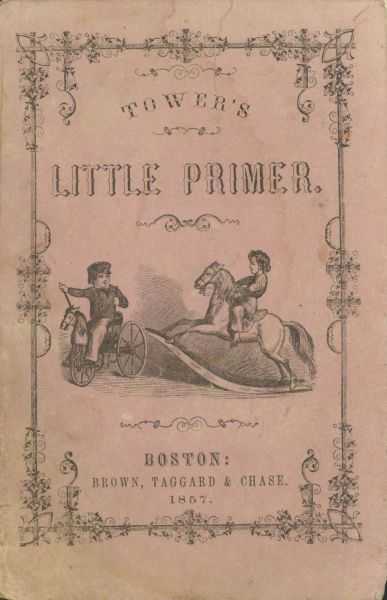 TOWER'S
LITTLE PRIMER.
BOSTON:
BROWN, TAGGARD & CHASE.
1857.